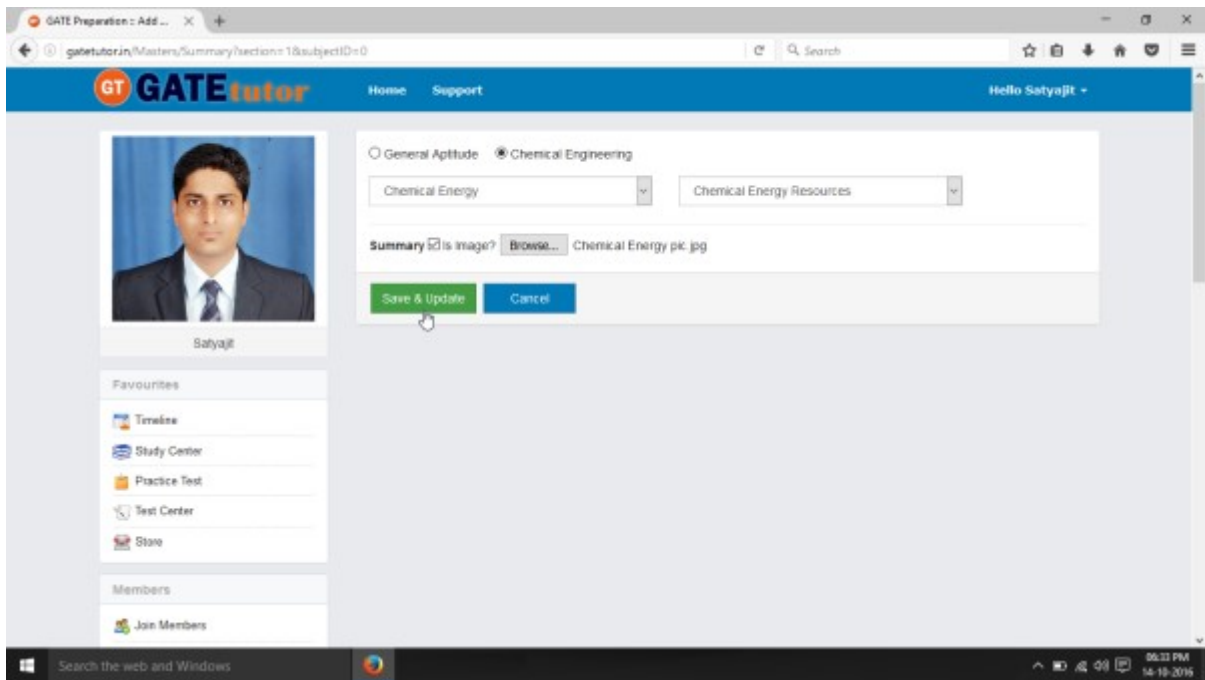 GATE Preparation :: Add ...
gatetutor.in/Masters/Summary?section=1&subjectID=0
Search
GT GATEtutor
Home Support
Hello Satyajit
General Aptitude Chemical Engineering
Chemical Energy Chemical Energy Resources
Summary Is Image? Browse... Chemical Energy pic.jpg
Save & Update Cancel
Satyajit
Favourites
Timeline
Study Center
Practice Test
Test Center
Store
Members
Join Members
Search the web and Windows
06:33 PM
14-10-2016